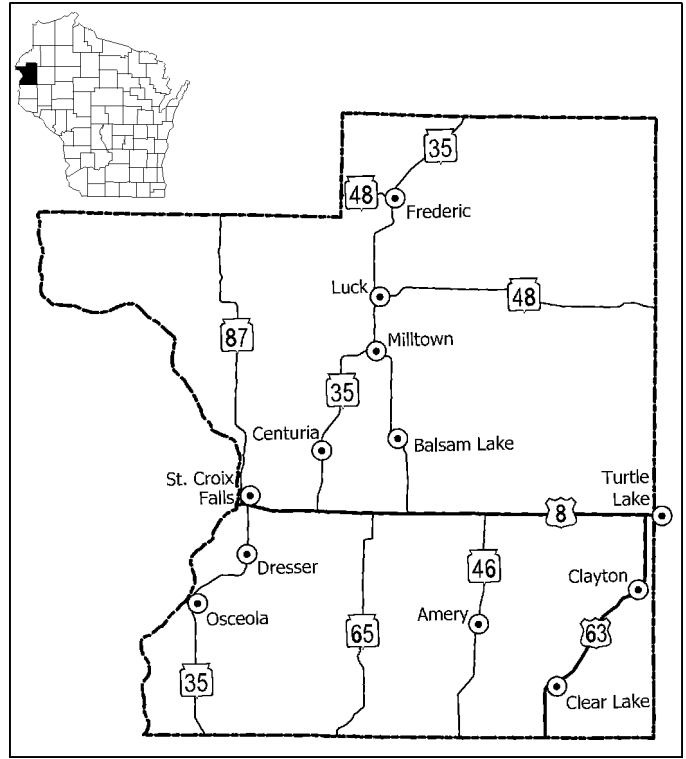 35
48
Frederic
Luck
48
87
Milltown
35
Centuria
Balsam Lake
St. Croix
Falls
Turtle
Lake
8
Dresser
46
Clayton
Osceola
Amery
65
63
35
Clear Lake